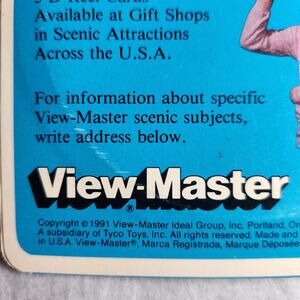 3-D Reel Cards
Available at Gift Shops
in Scenic Attractions
Across the U.S.A.
For information about specific
View-Master scenic subjects,
write address below.
View-Master
®
Copyright © 1991 View-Master Ideal Group, Inc. Portland, Or
A subsidiary of Tyco Toys, Inc. All rights reserved. Made and
in U.S.A. View-Master®, Marca Registrada, Marque Déposée